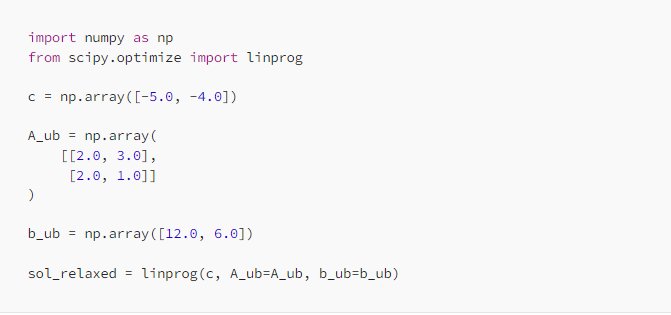 import numpy as np
from scipy.optimize import linprog
c = np.array([-5.0, -4.0])
A_ub = np.array(
    [[2.0, 3.0],
     [2.0, 1.0]]
)
b_ub = np.array([12.0, 6.0])
sol_relaxed = linprog(c, A_ub=A_ub, b_ub=b_ub)